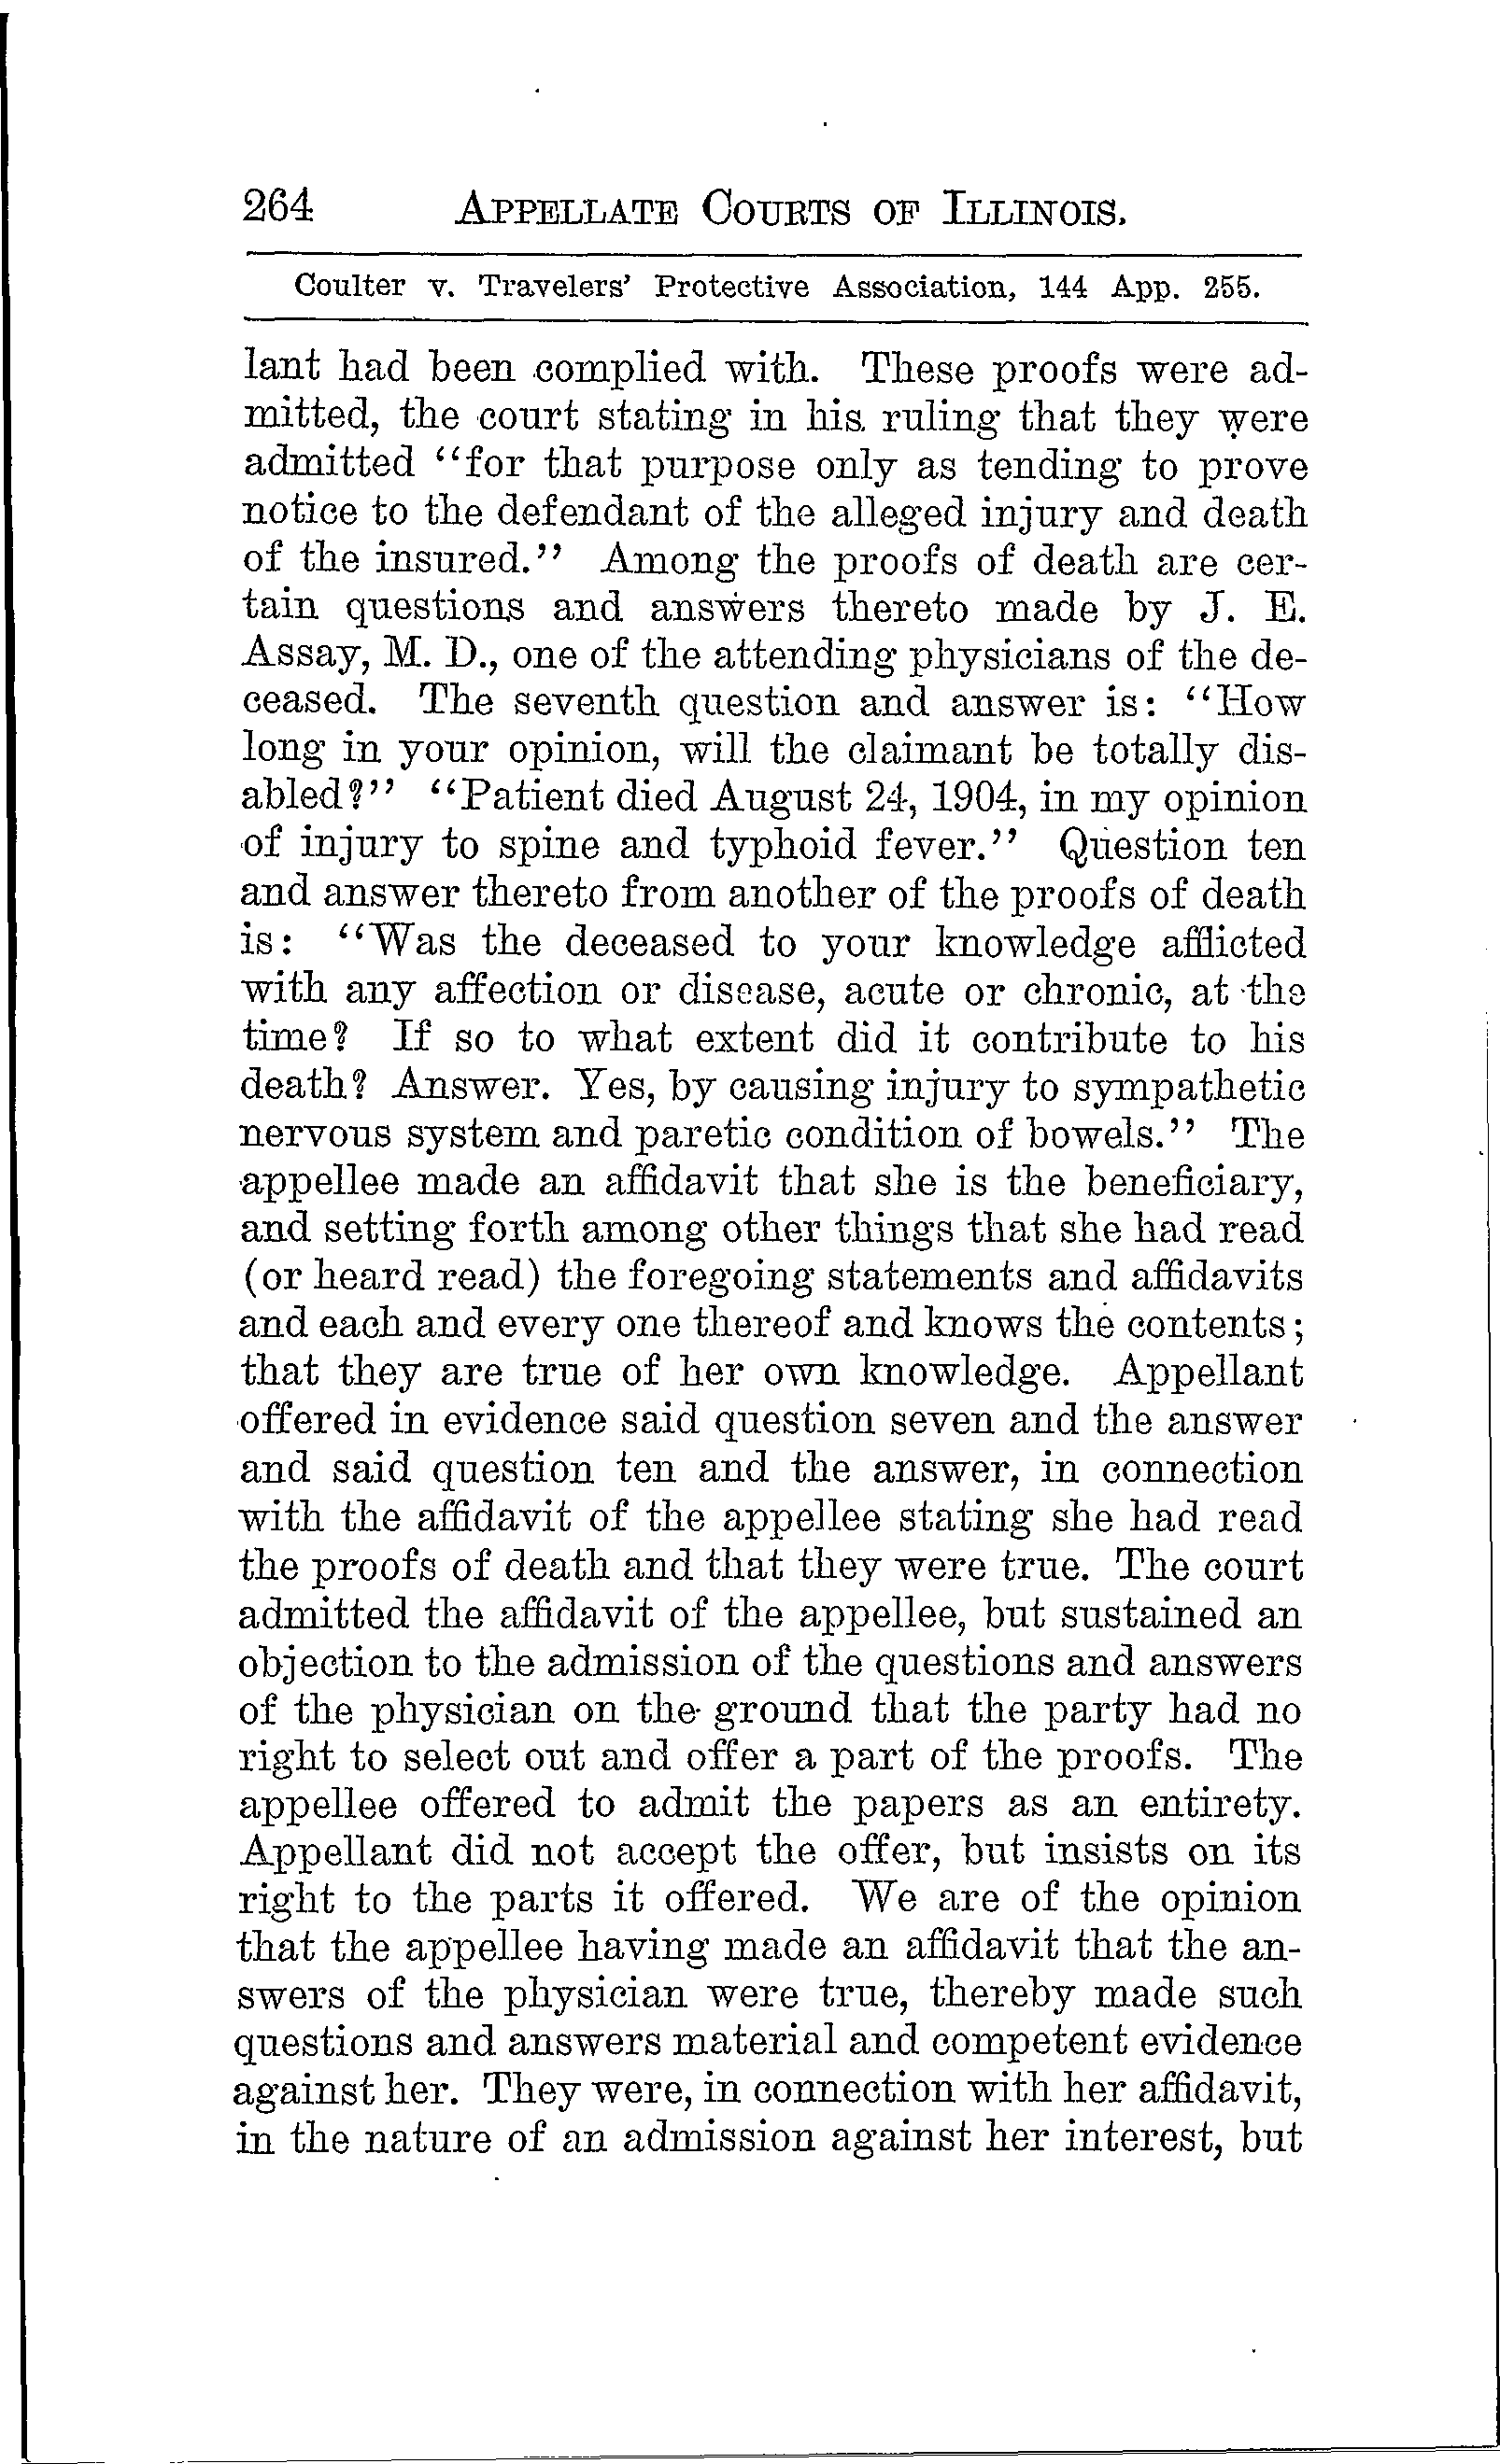 264 APPELLATE COURTS OF ILLINOIS.
Coulter v. Travelers' Protective Association, 144 App. 255.
lant had been complied with. These proofs were ad-
mitted, the court stating in his ruling that they were
admitted "for that purpose only as tending to prove
notice to the defendant of the alleged injury and death
of the insured." Among the proofs of death are cer-
tain questions and answers thereto made by J. E.
Assay, M. D., one of the attending physicians of the de-
ceased. The seventh question and answer is: "How
long in your opinion, will the claimant be totally dis-
abled?" "Patient died August 24, 1904, in my opinion
of injury to spine and typhoid fever." Question ten
and answer thereto from another of the proofs of death
is: "Was the deceased to your knowledge afflicted
with any affection or disease, acute or chronic, at the
time? If so to what extent did it contribute to his
death? Answer. Yes, by causing injury to sympathetic
nervous system and paretic condition of bowels." The
appellee made an affidavit that she is the beneficiary,
and setting forth among other things that she had read
(or heard read) the foregoing statements and affidavits
and each and every one thereof and knows the contents;
that they are true of her own knowledge. Appellant
offered in evidence said question seven and the answer
and said question ten and the answer, in connection
with the affidavit of the appellee stating she had read
the proofs of death and that they were true. The court
admitted the affidavit of the appellee, but sustained an
objection to the admission of the questions and answers
of the physician on the ground that the party had no
right to select out and offer a part of the proofs. The
appellee offered to admit the papers as an entirety.
Appellant did not accept the offer, but insists on its
right to the parts it offered. We are of the opinion
that the appellee having made an affidavit that the an-
swers of the physician were true, thereby made such
questions and answers material and competent evidence
against her. They were, in connection with her affidavit,
in the nature of an admission against her interest, but